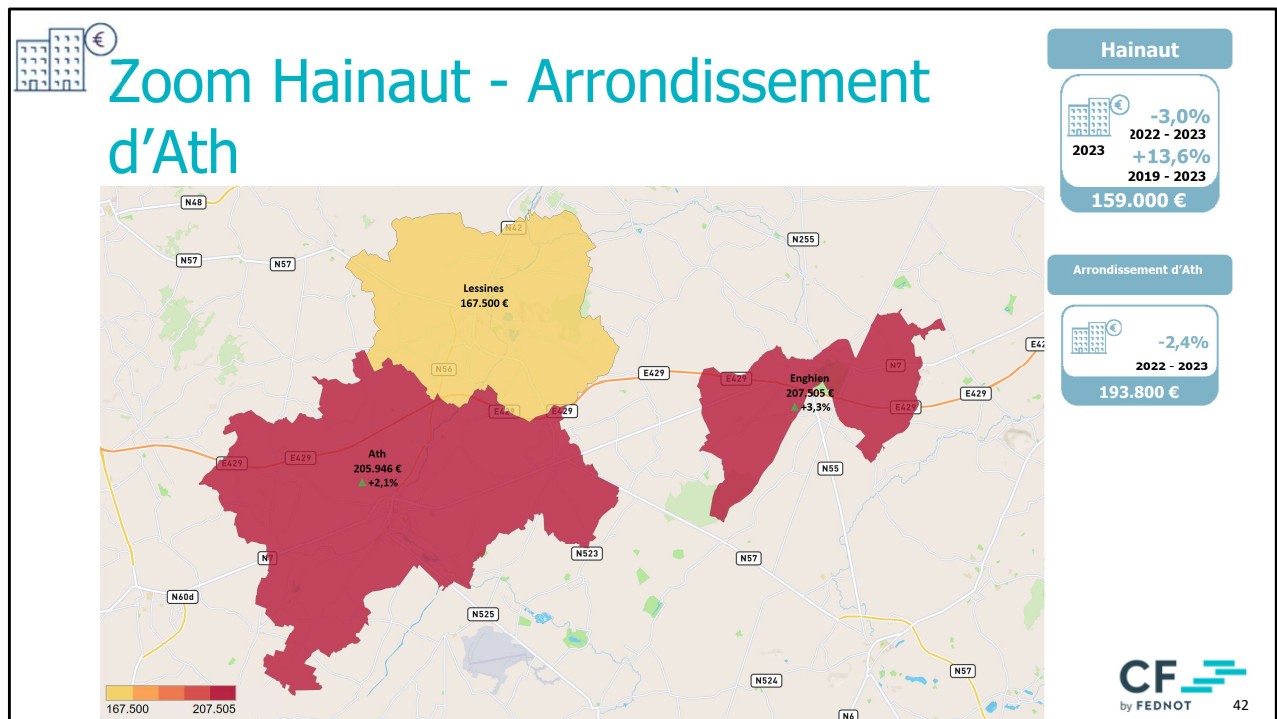 €
Zoom Hainaut - Arrondissement
d’Ath
Hainaut
€
-3,0%
2022 - 2023
2023
+13,6%
2019 - 2023
159.000 €
Arrondissement d’Ath
€
-2,4%
2022 - 2023
193.800 €
N48
N42
N57
N57
N255
Lessines
167.500 €
N56
E429
E42
E429
E429
E429
N7
Enghien
207.505 €
▲ +3,3%
E429
E429
Ath
205.946 €
▲ +2,1%
E429
E429
N55
N7
N523
N57
N60d
N525
N524
N57
N6
167.500
207.505
CF
by FEDNOT
42